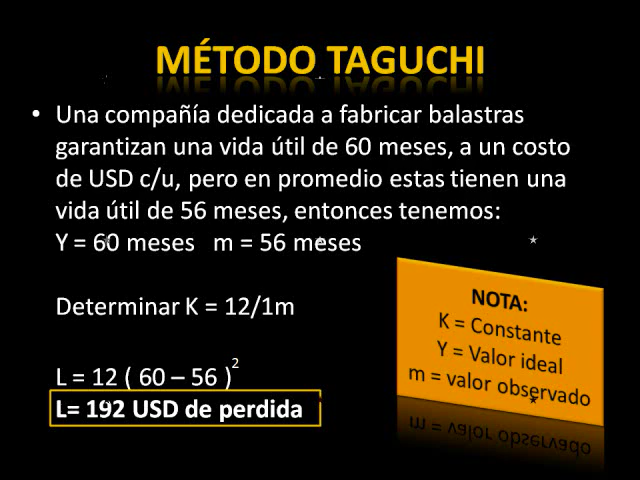 MÉTODO TAGUCHI
• Una compañía dedicada a fabricar balastras
garantizan una vida útil de 60 meses, a un costo
de USD c/u, pero en promedio estas tienen una
vida útil de 56 meses, entonces tenemos:
Y = 60 meses m = 56 meses
Determinar K = 12/1m
L = 12 ( 60 – 56 )²
L= 192 USD de perdida
NOTA:
K = Constante
Y = Valor ideal
m = valor observado